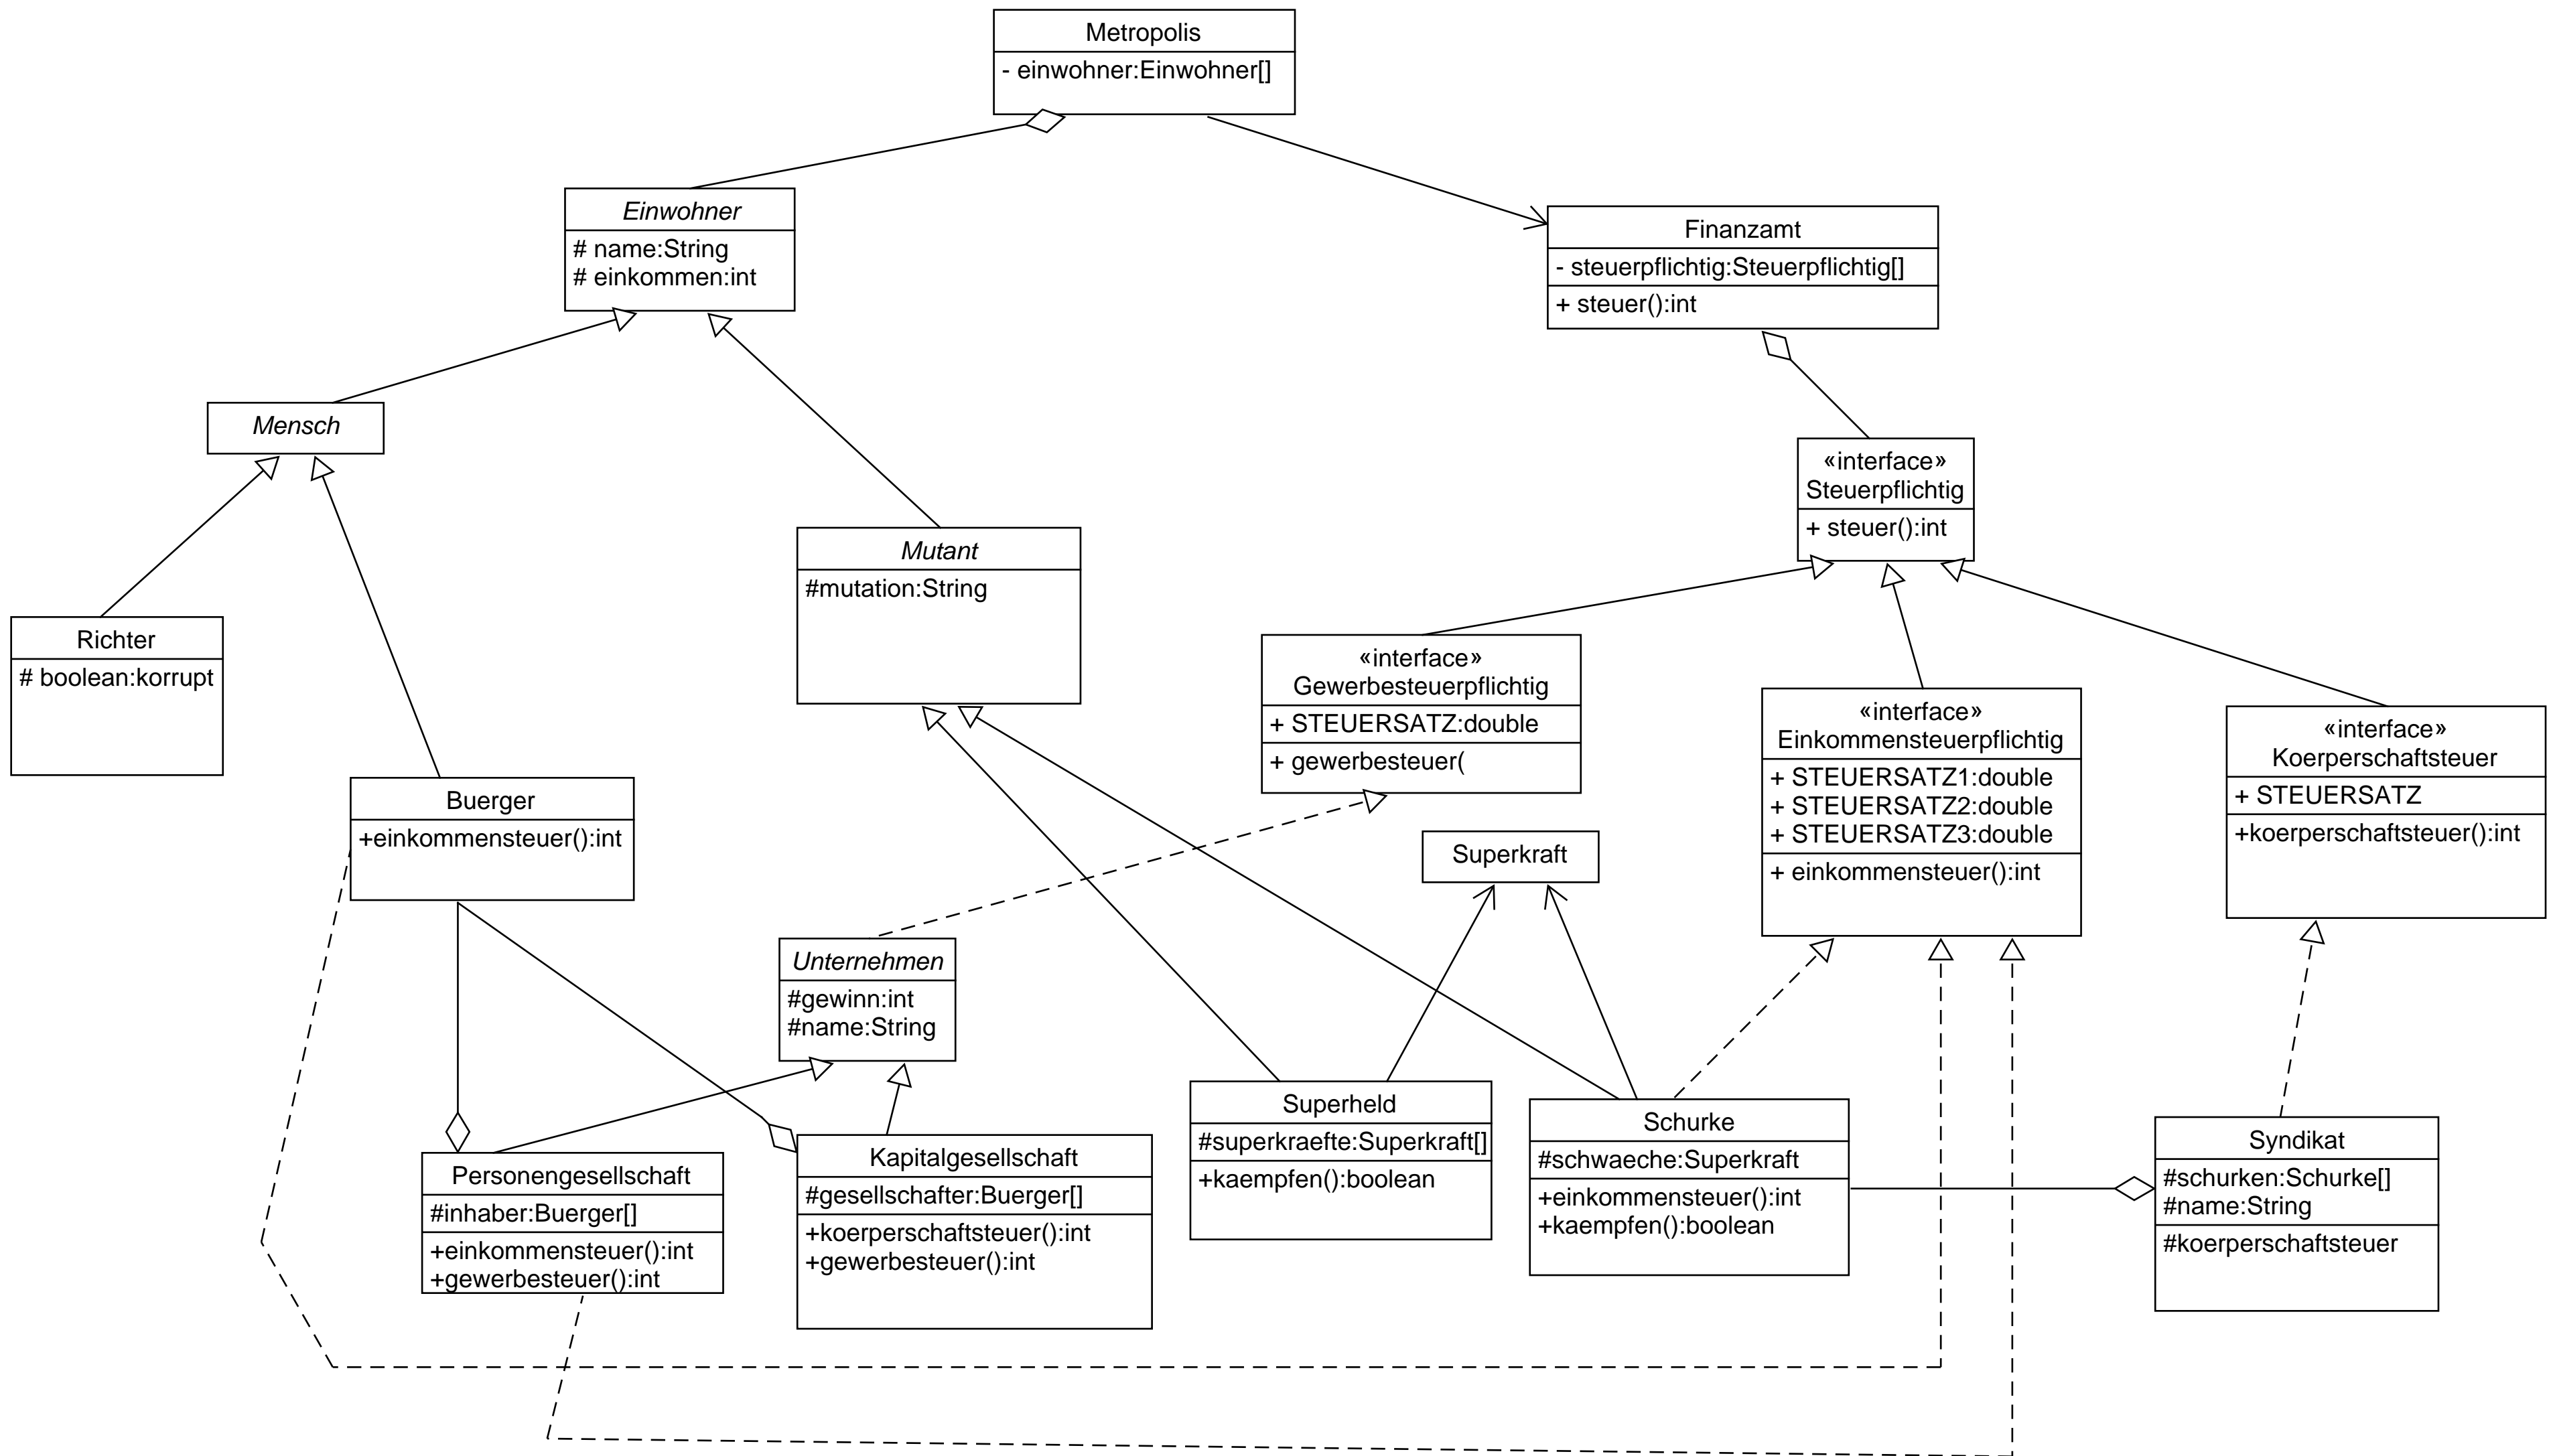 Metropolis
- einwohner:Einwohner[]
Einwohner
# name:String
# einkommen:int
Finanzamt
- steuerpflichtig:Steuerpflichtig[]
+ steuer():int
Mensch
«interface»
Steuerpflichtig
+ steuer():int
Mutant
#mutation:String
Richter
# boolean:korrupt
«interface»
Gewerbesteuerpflichtig
+ STEUERSATZ:double
+ gewerbesteuer(
«interface»
Einkommensteuerpflichtig
+ STEUERSATZ1:double
+ STEUERSATZ2:double
+ STEUERSATZ3:double
+ einkommensteuer():int
«interface»
Koerperschaftsteuer
+ STEUERSATZ
+koerperschaftsteuer():int
Buerger
+einkommensteuer():int
Superkraft
Unternehmen
#gewinn:int
#name:String
Personengesellschaft
#inhaber:Buerger[]
+einkommensteuer():int
+gewerbesteuer():int
Kapitalgesellschaft
#gesellschafter:Buerger[]
+koerperschaftsteuer():int
+gewerbesteuer():int
Superheld
#superkraefte:Superkraft[]
+kaempfen():boolean
Schurke
#schwaeche:Superkraft
+einkommensteuer():int
+kaempfen():boolean
Syndikat
#schurken:Schurke[]
#name:String
#koerperschaftsteuer